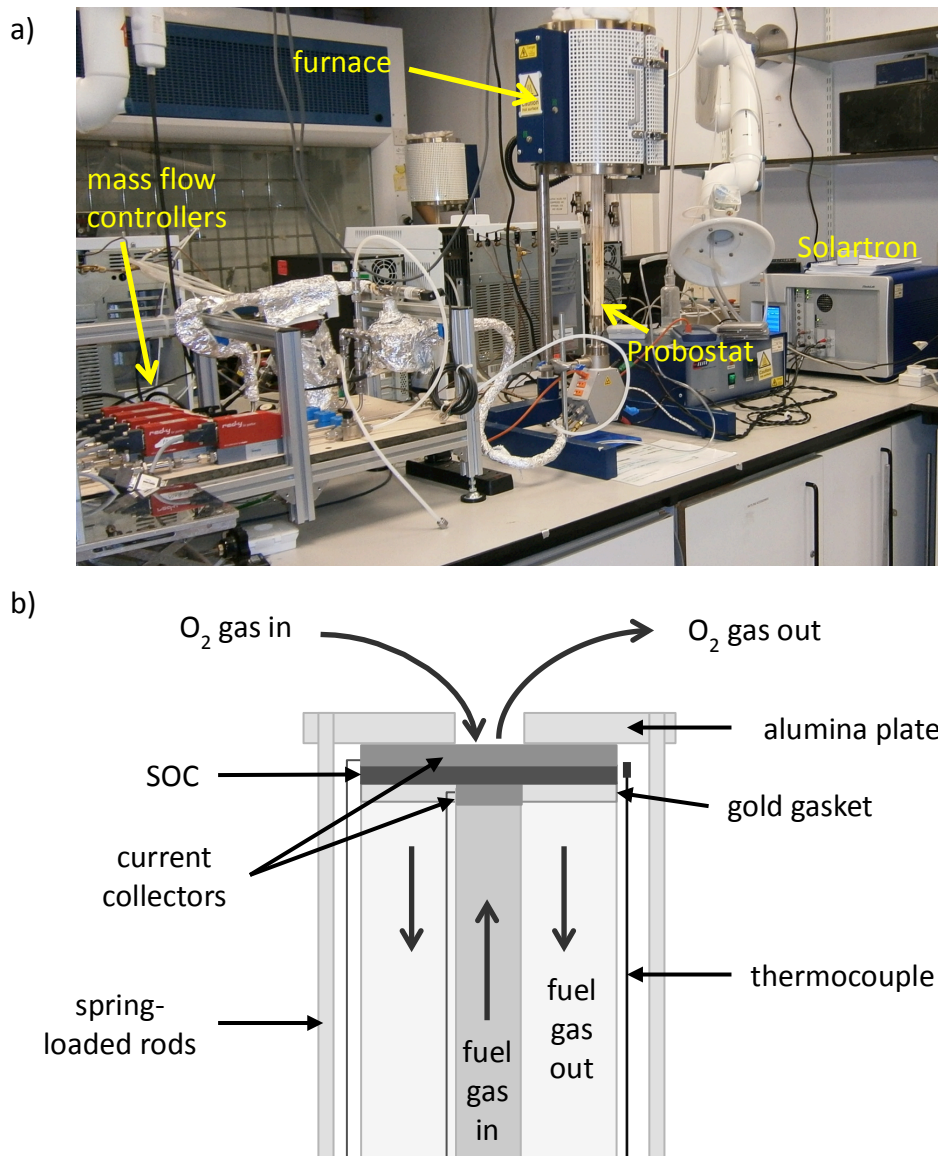 a)
furnace
mass flow
controllers
Solartron
Probostat
b)
O₂ gas in
O₂ gas out
alumina plate
SOC
gold gasket
current
collectors
thermocouple
spring-
loaded rods
fuel
gas
out
fuel
gas
in